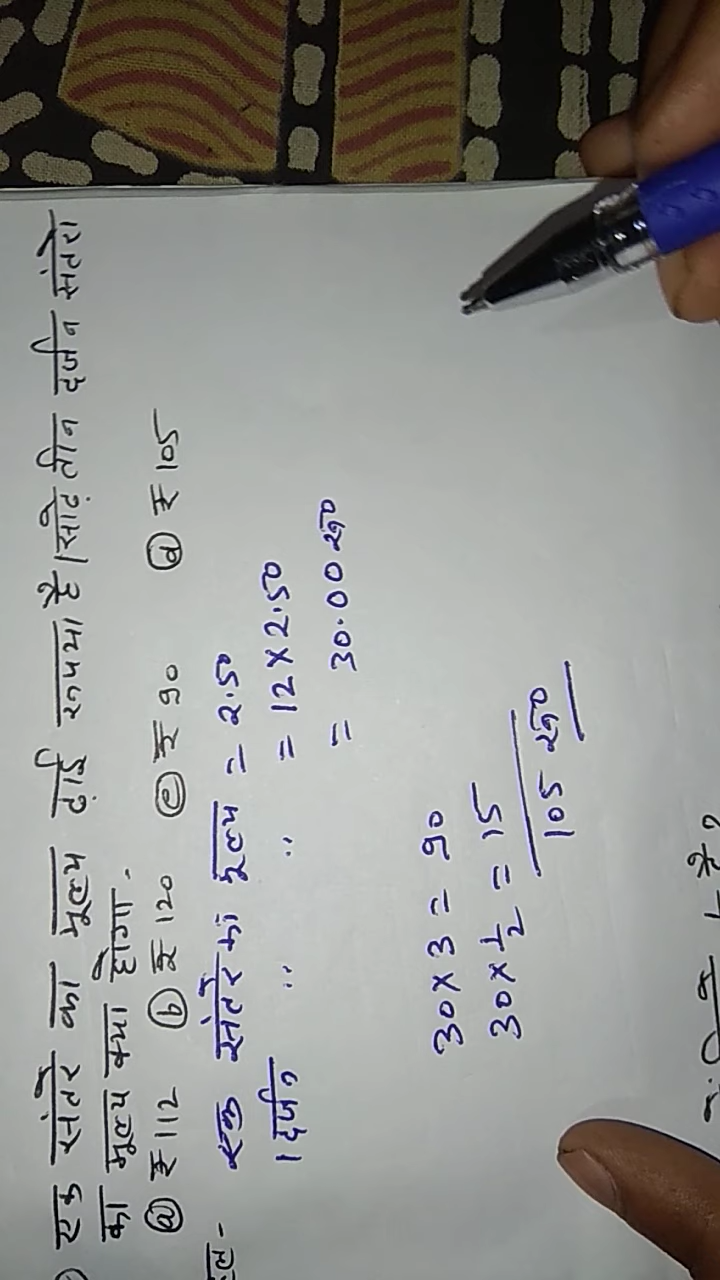 एक संतरे का मूल्य ढ़ाई रूपया है। साढ़े तीन दर्जन संतरो
का मूल्य क्या होगा -
(a) ₹ 112 (b) ₹ 120 (c) ₹ 90 (d) ₹ 105
हल- एक संतरे का मूल्य = 2.50
1 दर्जन " " = 12 × 2.50
= 30.00 रू०
30 × 3 = 90
30 × 1/2 = 15
105 रू०